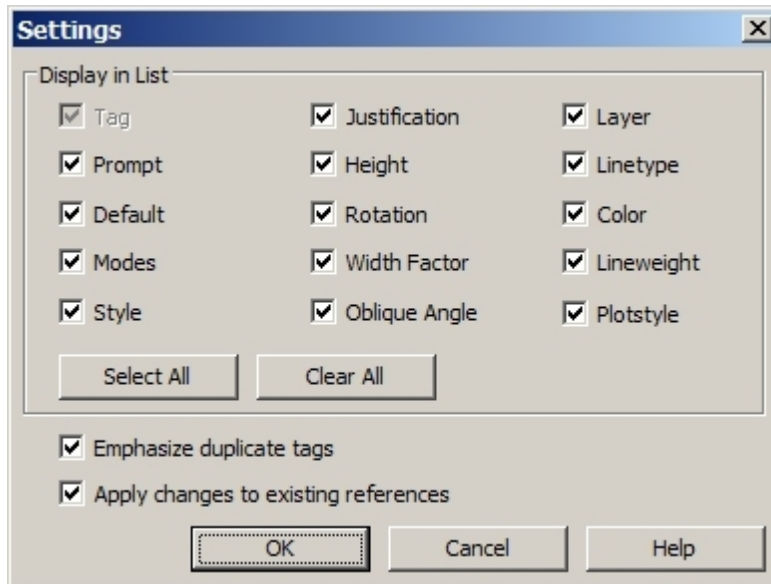 Settings
Display in List
Tag Justification Layer
Prompt Height Linetype
Default Rotation Color
Modes Width Factor Lineweight
Style Oblique Angle Plotstyle
Select All Clear All
Emphasize duplicate tags
Apply changes to existing references
OK Cancel Help